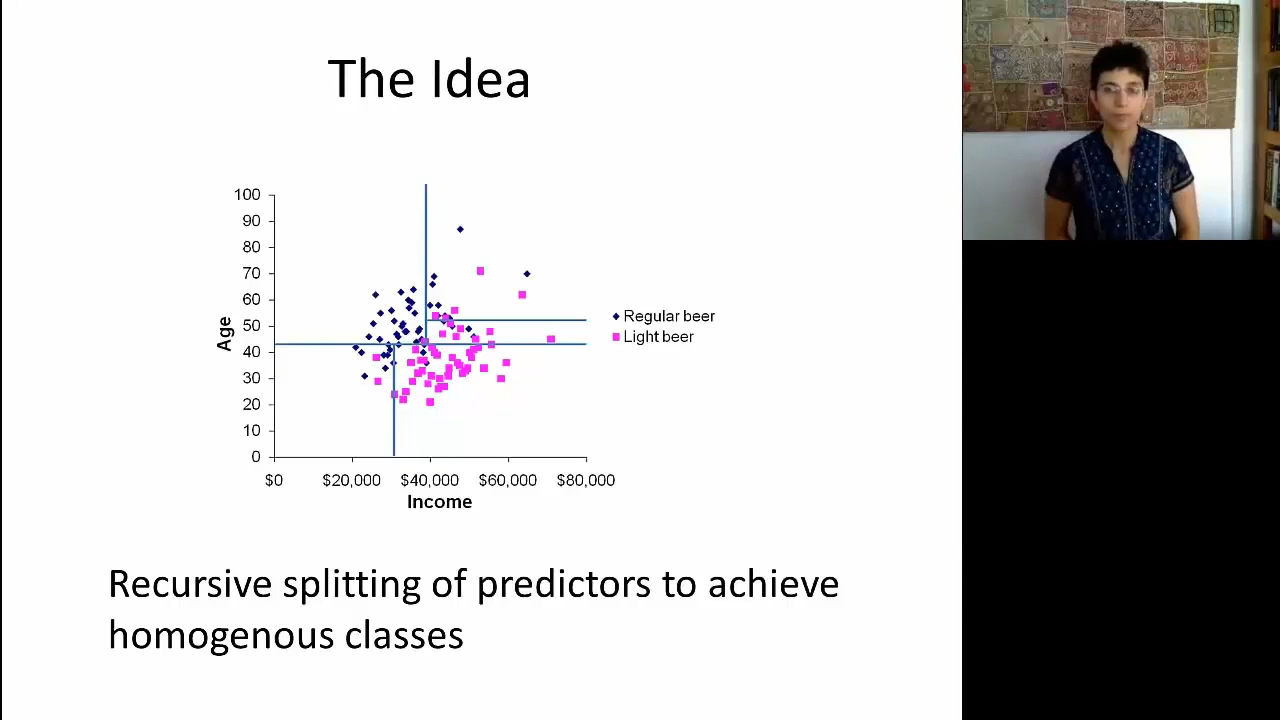 The Idea
100
90
80
70
60
50
40
30
20
10
0
Age
$0 $20,000 $40,000 $60,000 $80,000
Income
Regular beer
Light beer
Recursive splitting of predictors to achieve
homogenous classes